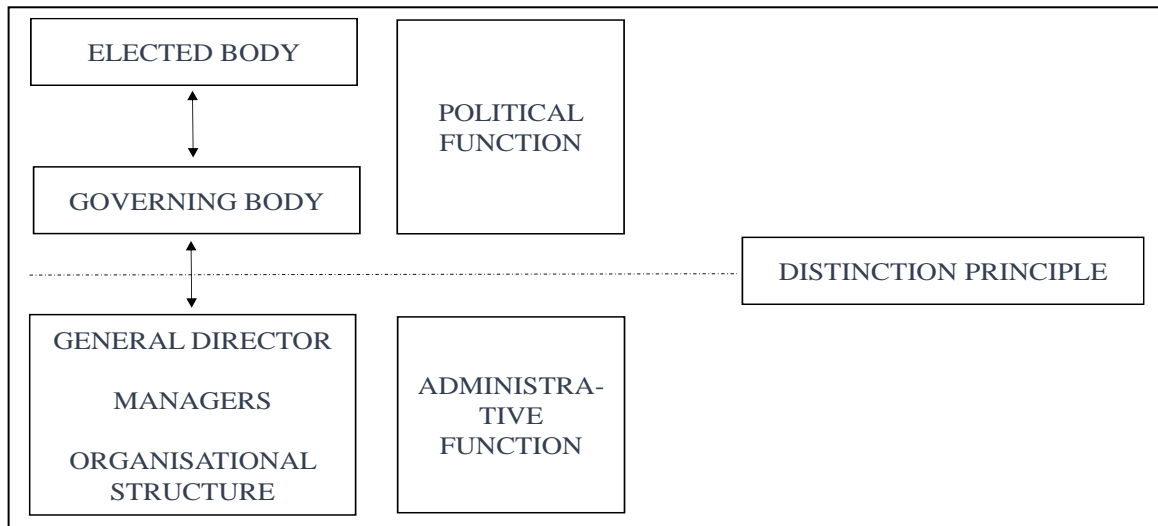 ELECTED BODY
POLITICAL
FUNCTION
GOVERNING BODY
DISTINCTION PRINCIPLE
GENERAL DIRECTOR
MANAGERS
ORGANISATIONAL
STRUCTURE
ADMINISTRA-
TIVE
FUNCTION